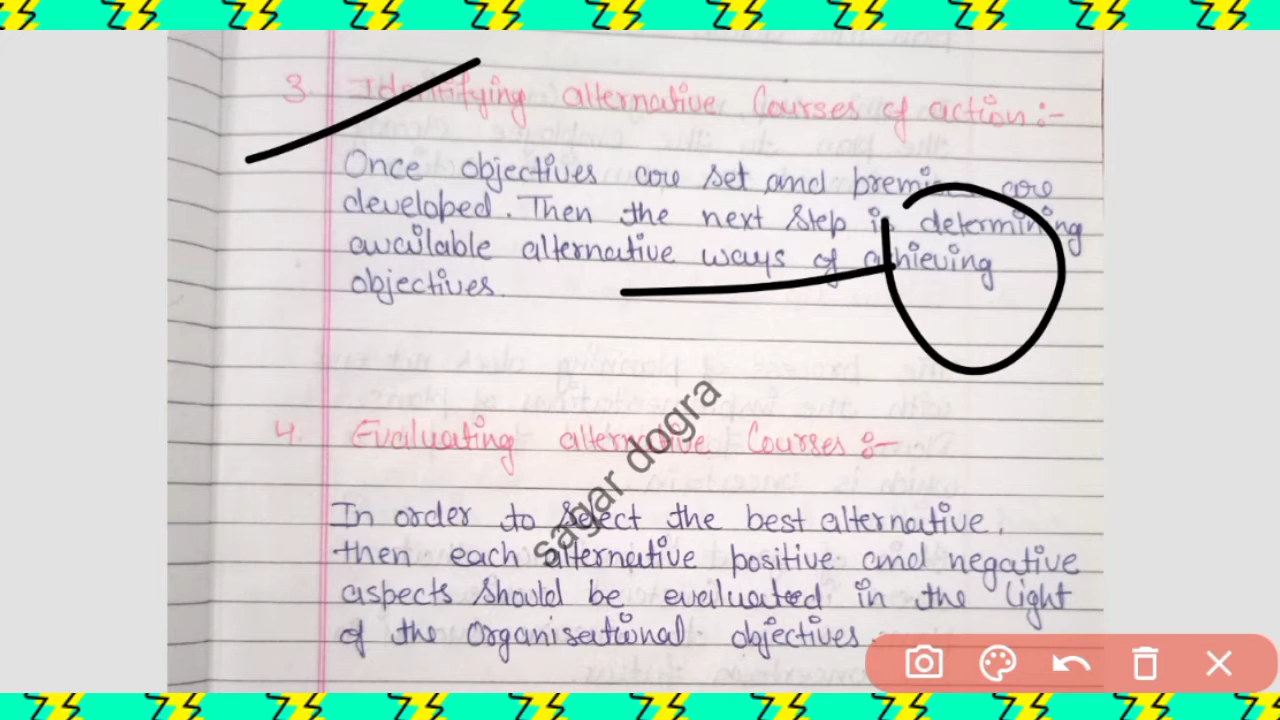 3. Identifying alternative Courses of action :-
Once objectives are set and premises are
developed. Then the next step is determining
available alternative ways of achieving
objectives.
4. Evaluating alternative Courses :-
sagar dogra
In order to select the best alternative.
then each alternative positive and negative
aspects should be evaluated in the light
of the organisational objectives.